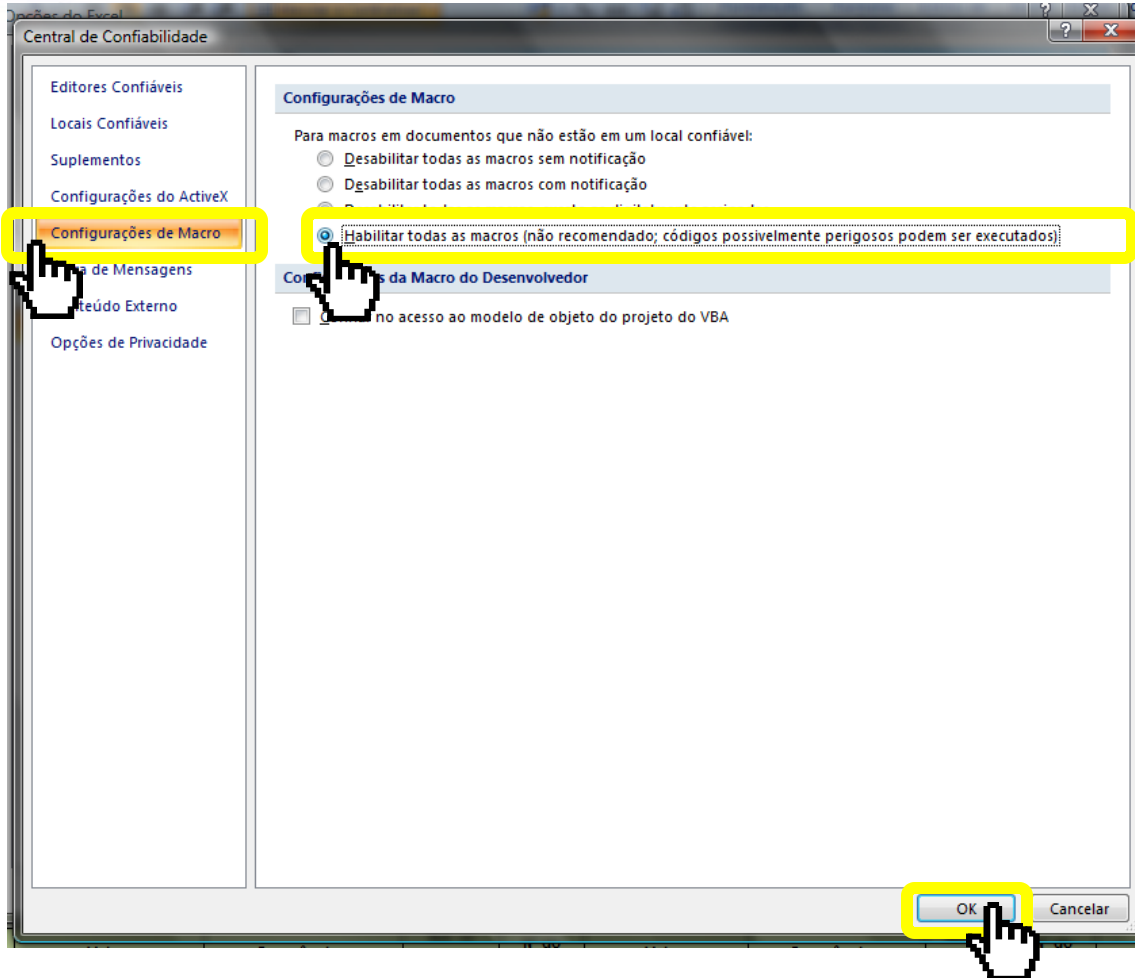 Opções do Excel
Central de Confiabilidade
Editores Confiáveis
Locais Confiáveis
Suplementos
Configurações do ActiveX
Configurações de Macro
de Mensagens
Externo
Opções de Privacidade
Configurações de Macro
Para macros em documentos que não estão em um local confiável:
Desabilitar todas as macros sem notificação
Desabilitar todas as macros com notificação
Habilitar todas as macros (não recomendado; códigos possivelmente perigosos podem ser executados)
da Macro do Desenvolvedor
no acesso ao modelo de objeto do projeto do VBA
OK
Cancelar